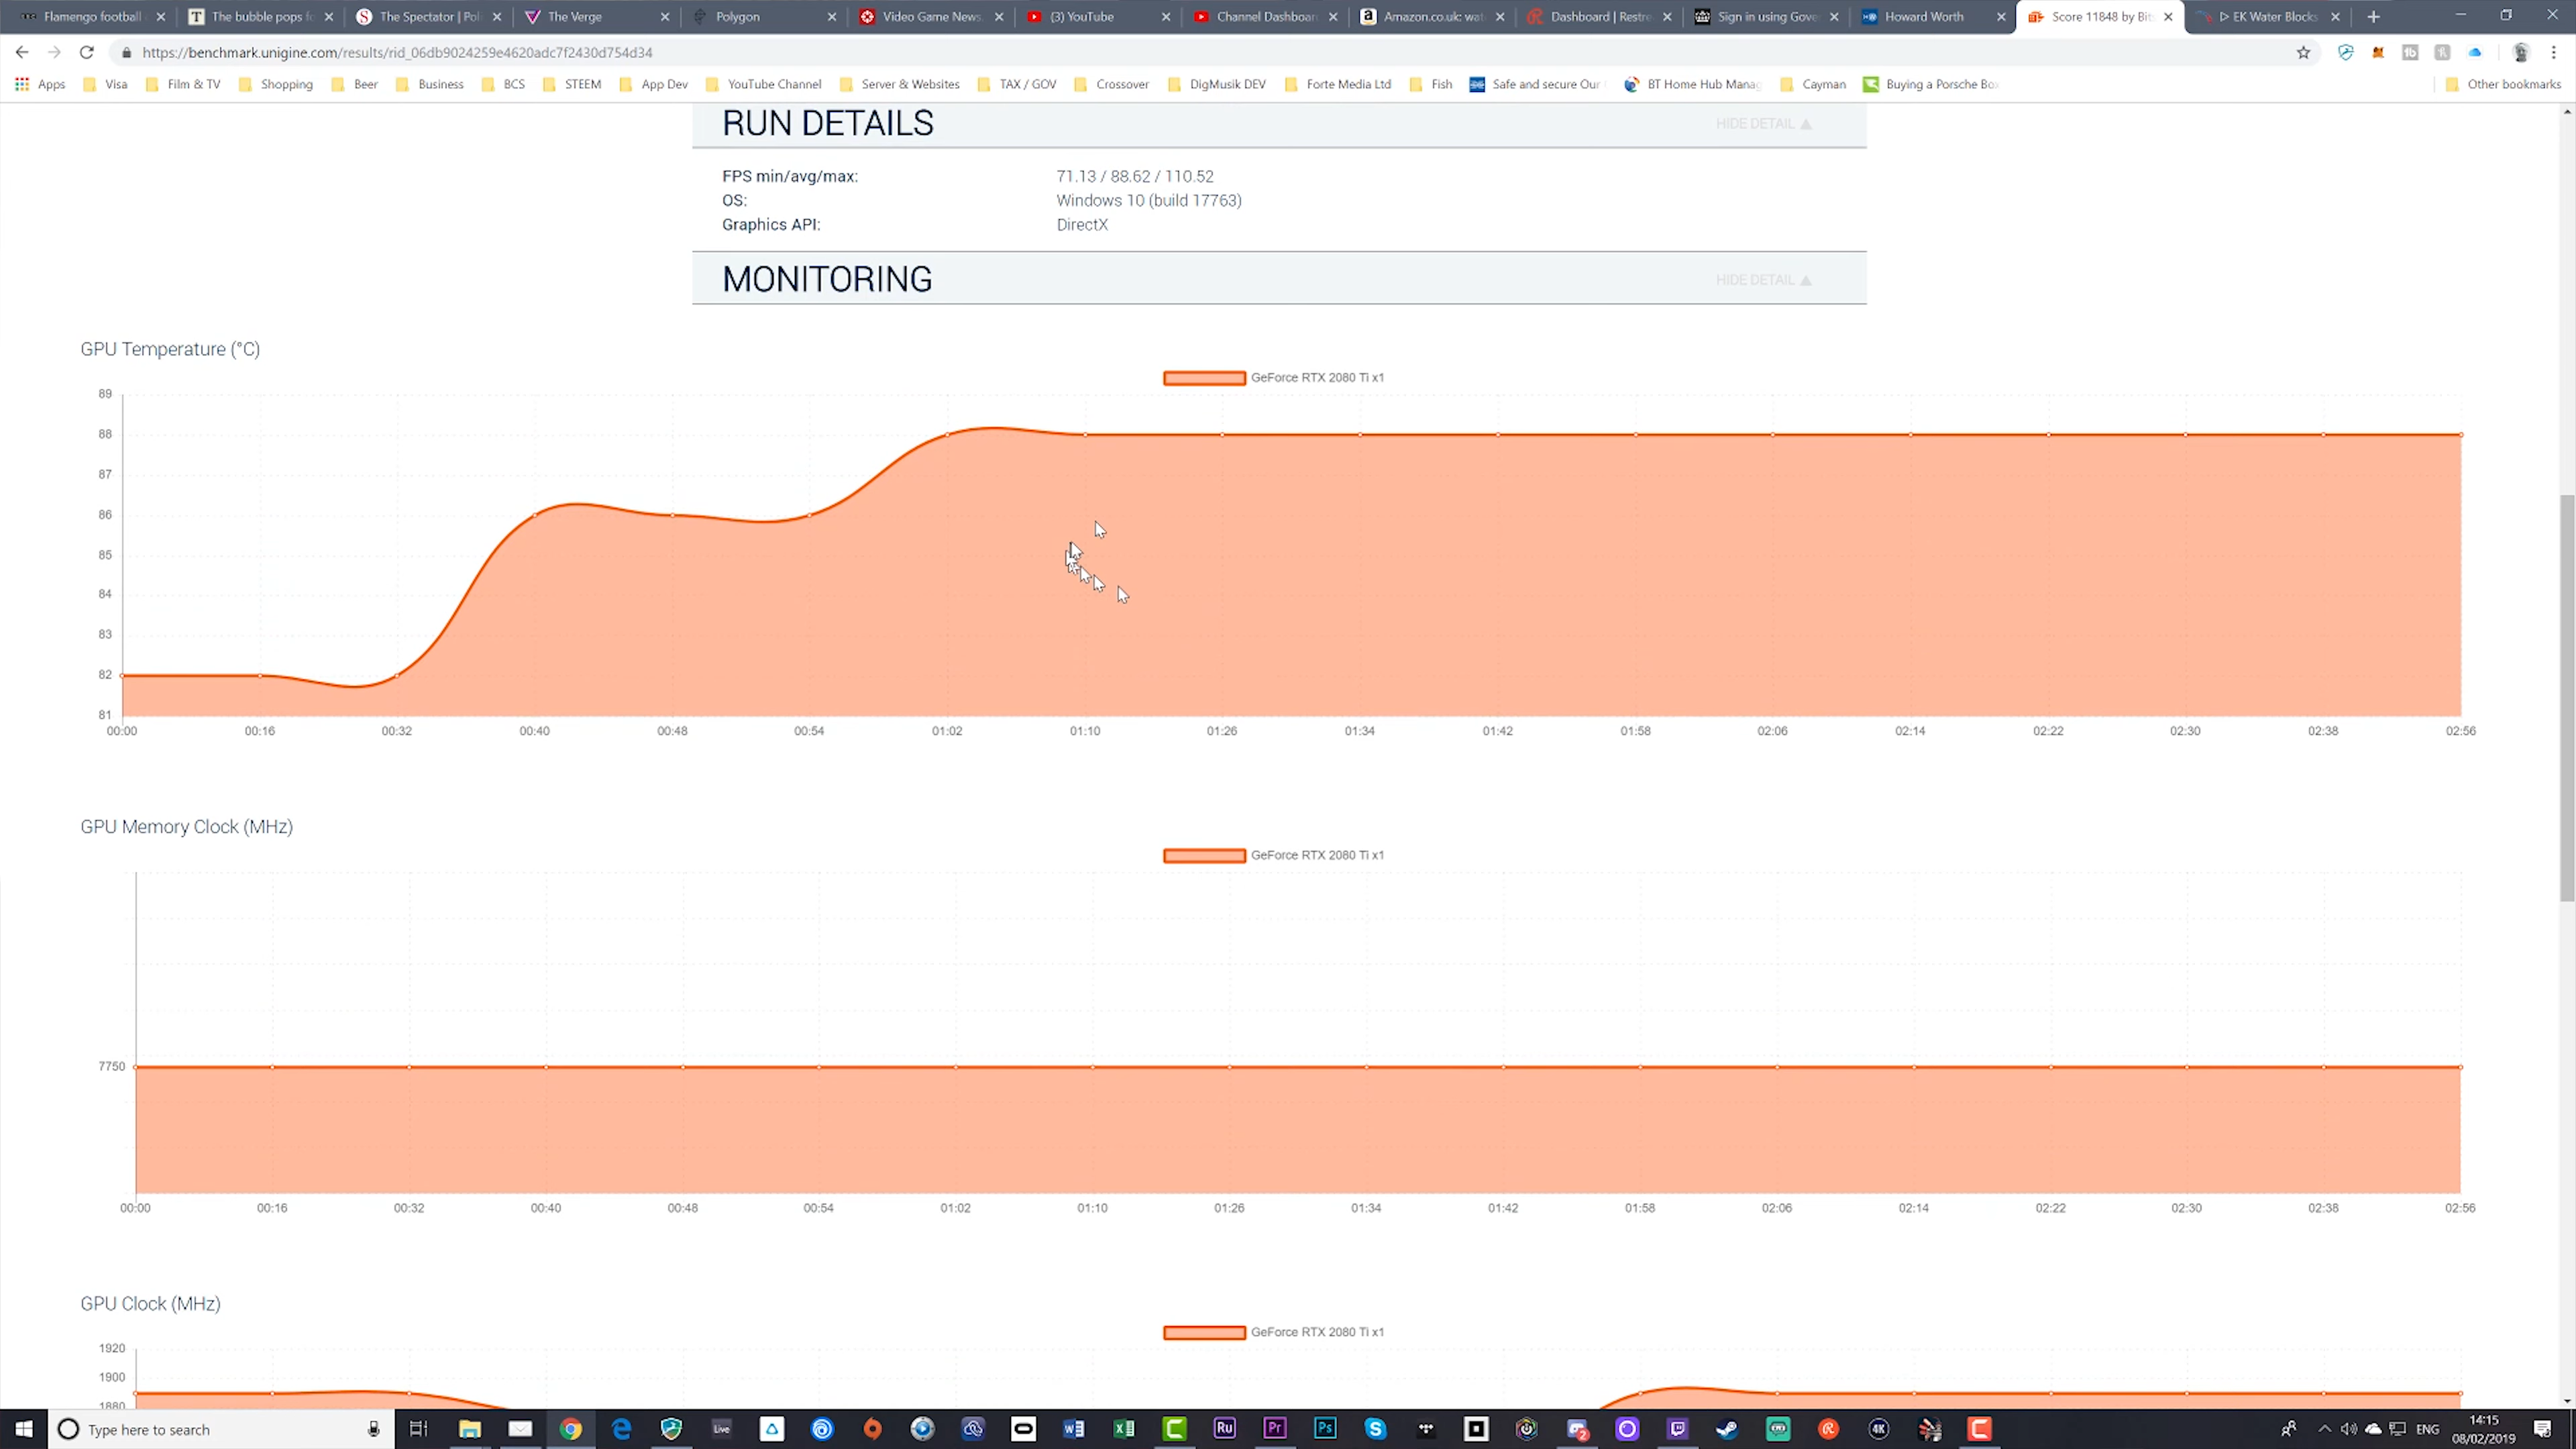 Flamengo football
The bubble pops fo
The Spectator | Pol
The Verge
Polygon
Video Game News,
(3) YouTube
Channel Dashboar
Amazon.co.uk: wat
Dashboard | Restre
Sign in using Gove
Howard Worth
Score 11848 by Bit
▷ EK Water Blocks
https://benchmark.unigine.com/results/rid_06db9024259e4620adc7f2430d754d34
Apps
Visa
Film & TV
Shopping
Beer
Business
BCS
STEEM
App Dev
YouTube Channel
Server & Websites
TAX / GOV
Crossover
DigMusik DEV
Forte Media Ltd
Fish
Safe and secure Our
BT Home Hub Manag
Cayman
Buying a Porsche Box
Other bookmarks
RUN DETAILS
HIDE DETAIL ▲
FPS min/avg/max: 71.13 / 88.62 / 110.52
OS: Windows 10 (build 17763)
Graphics API: DirectX
MONITORING
HIDE DETAIL ▲
GPU Temperature (°C)
GeForce RTX 2080 Ti x1
89
88
87
86
85
84
83
82
81
00:00 00:16 00:32 00:40 00:48 00:54 01:02 01:10 01:26 01:34 01:42 01:58 02:06 02:14 02:22 02:30 02:38 02:56
GPU Memory Clock (MHz)
GeForce RTX 2080 Ti x1
7750
00:00 00:16 00:32 00:40 00:48 00:54 01:02 01:10 01:26 01:34 01:42 01:58 02:06 02:14 02:22 02:30 02:38 02:56
GPU Clock (MHz)
GeForce RTX 2080 Ti x1
1920
1900
1880
Type here to search
Live
Ru
Pr
Ps
4K
ENG
14:15
08/02/2019